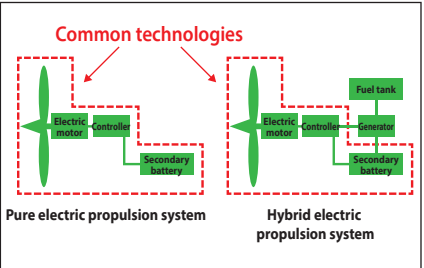 Common technologies
Electric
motor
Controller
Secondary
battery
Pure electric propulsion system
Fuel tank
Electric
motor
Controller
Generator
Secondary
battery
Hybrid electric
propulsion system